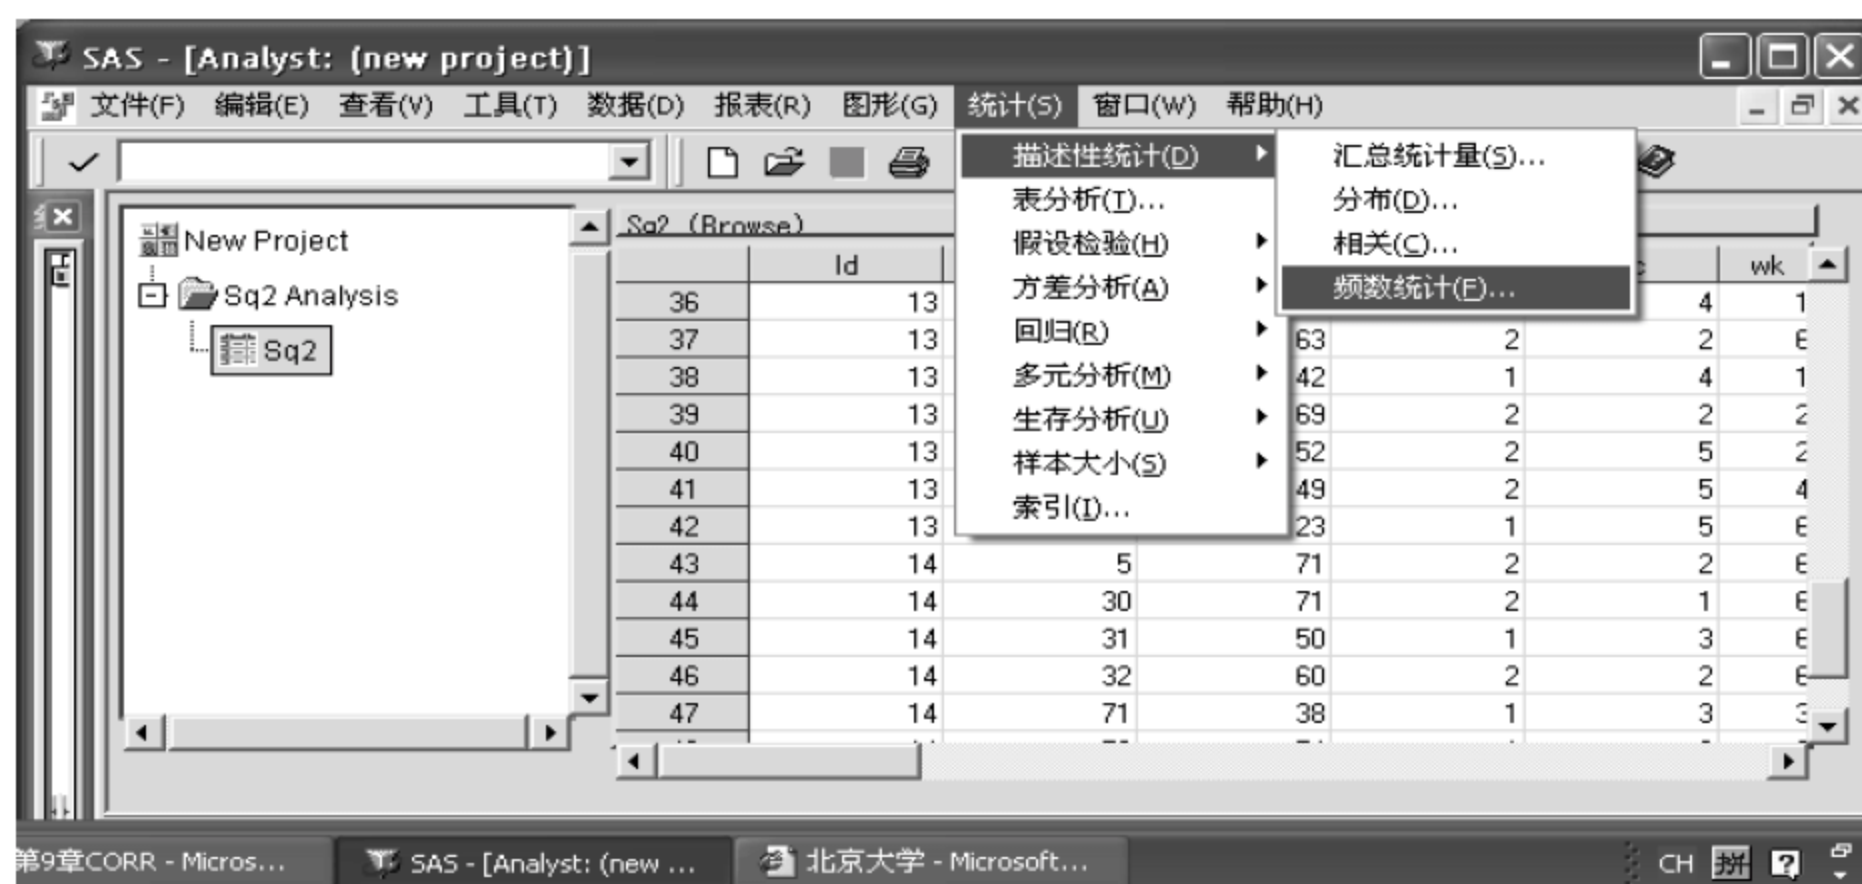 SAS - [Analyst: (new project)]
文件(F) 编辑(E) 查看(V) 工具(T) 数据(D) 报表(R) 图形(G) 统计(S) 窗口(W) 帮助(H)
描述性统计(D)
表分析(T)...
假设检验(H)
方差分析(A)
回归(R)
多元分析(M)
生存分析(U)
样本大小(S)
索引(I)...
汇总统计量(S)...
分布(D)...
相关(C)...
频数统计(F)...
New Project
Sq2 Analysis
Sq2
Sq2 (Browse)
Id wk
36 13 4 1
37 13 63 2 2
38 13 42 1 4 1
39 13 69 2 2 2
40 13 52 2 5 2
41 13 49 2 5 4
42 13 23 1 5
43 14 5 71 2 2
44 14 30 71 2 1
45 14 31 50 1 3
46 14 32 60 2 2
47 14 71 38 1 3 3
第9章CORR - Micros... SAS - [Analyst: (new ... 北京大学 - Microsoft... CH 拼